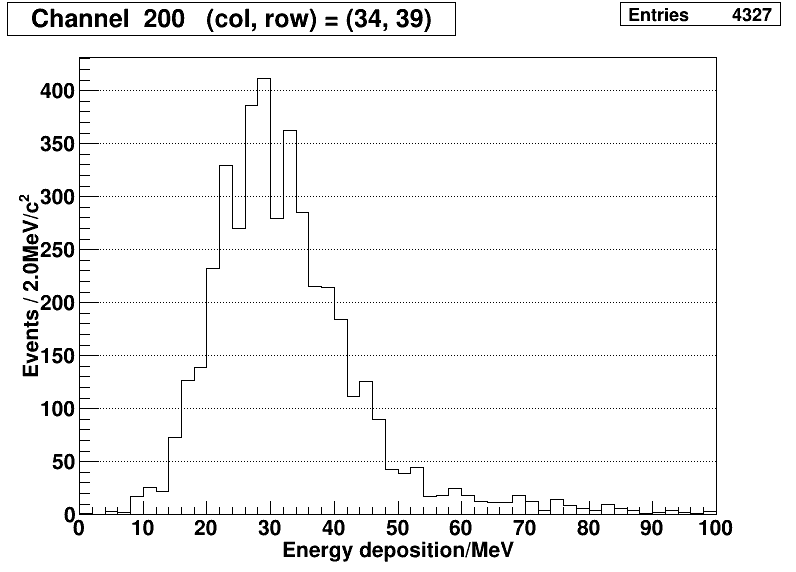 Channel 200 (col, row) = (34, 39)
Entries 4327
Events / 2.0MeV/c²
400
350
300
250
200
150
100
50
0
0 10 20 30 40 50 60 70 80 90 100
Energy deposition/MeV